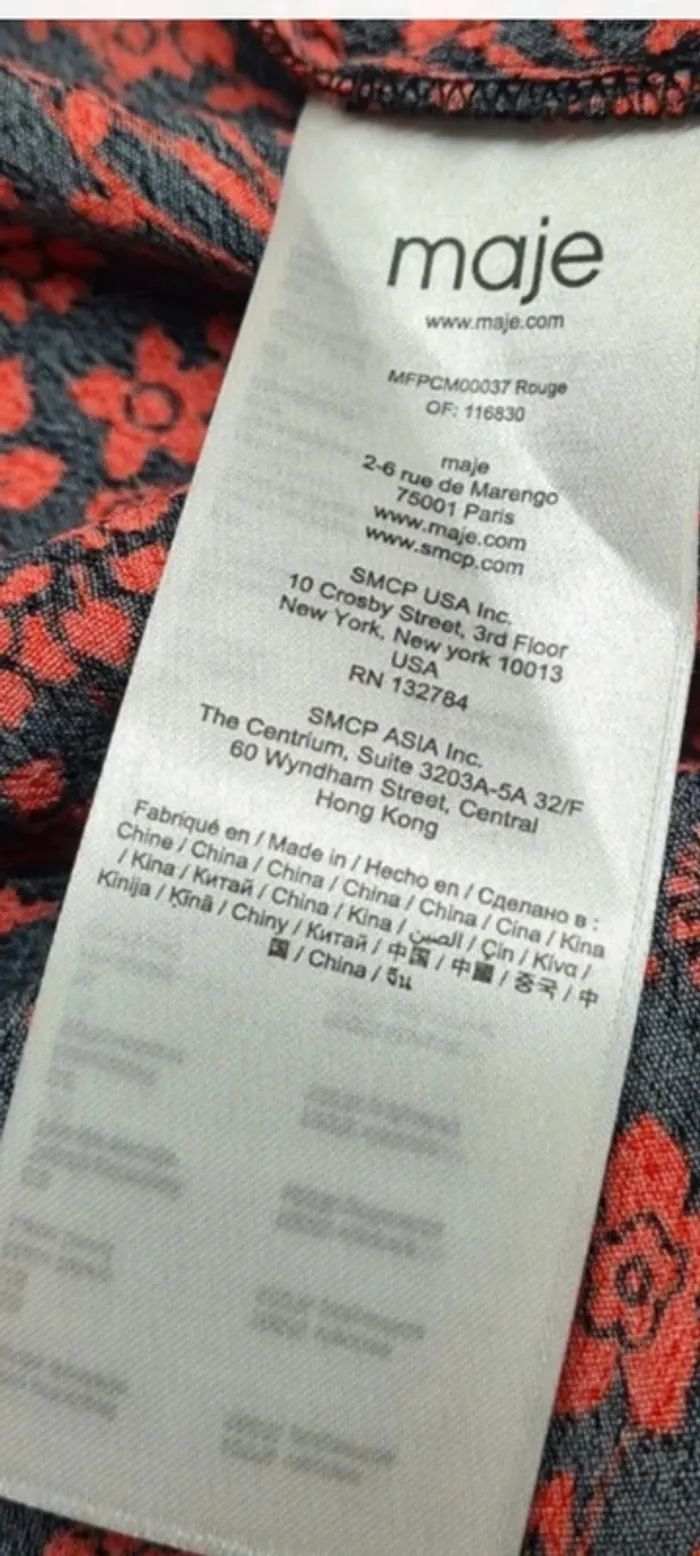 maje
www.maje.com
MFPCM00037 Rouge
OF: 116830
maje
2-6 rue de Marengo
75001 Paris
www.maje.com
www.smcp.com
SMCP USA Inc.
10 Crosby Street, 3rd Floor
New York, New york 10013
USA
RN 132784
SMCP ASIA Inc.
The Centrium, Suite 3203A-5A 32/F
60 Wyndham Street, Central
Hong Kong
Fabriqué en / Made in / Hecho en / Сделано в :
Chine / China / China / China / China / Cina / Kina
/ Kina / Китай / China / Kina / الصين / Çin / Κίνα /
Kinija / Ķīnā / Chiny / Китай / 中国 / 中國 / 중국 / 中
国 / China / จีน